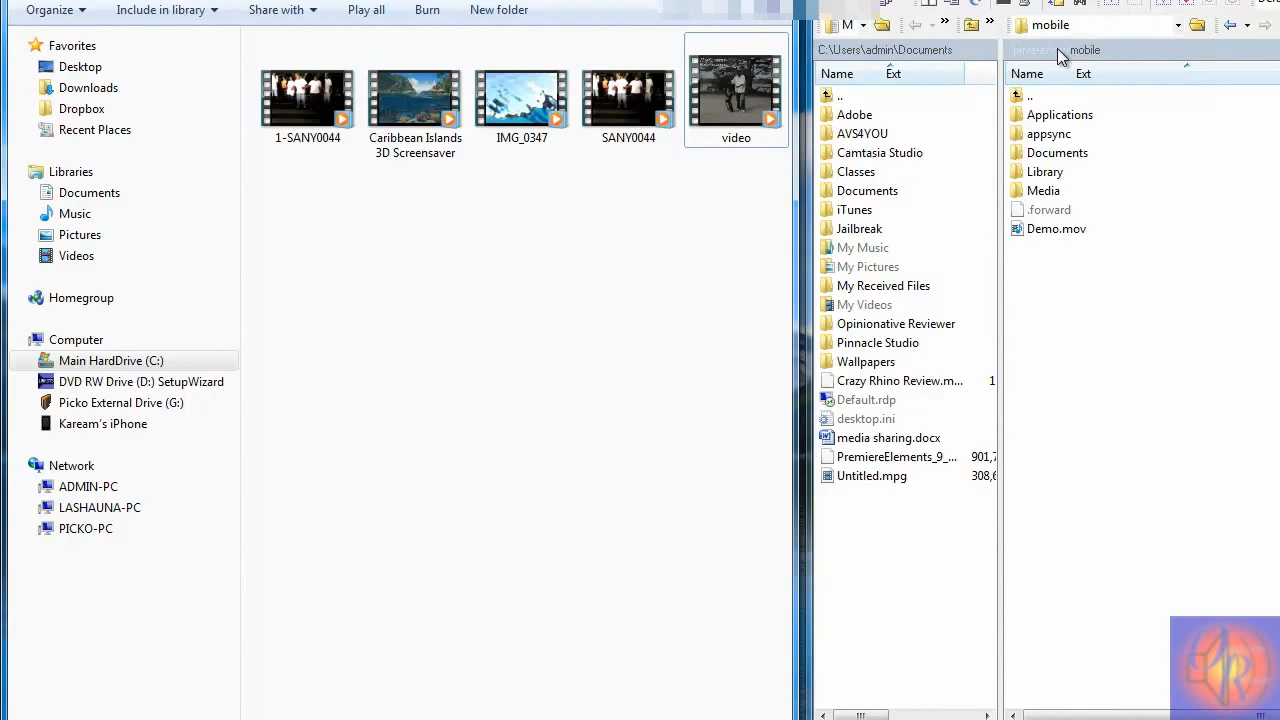 Organize Include in library Share with Play all Burn New folder
Favorites
Desktop
Downloads
Dropbox
Recent Places
Libraries
Documents
Music
Pictures
Videos
Homegroup
Computer
Main HardDrive (C:)
DVD RW Drive (D:) SetupWizard
Picko External Drive (G:)
Kaream's iPhone
Network
ADMIN-PC
LASHAUNA-PC
PICKO-PC
1-SANY0044
Caribbean Islands
3D Screensaver
IMG_0347
SANY0044
video
M
»
»
C:\Users\admin\Documents
Name Ext
..
Adobe
AVS4YOU
Camtasia Studio
Classes
Documents
iTunes
Jailbreak
My Music
My Pictures
My Received Files
My Videos
Opinionative Reviewer
Pinnacle Studio
Wallpapers
Crazy Rhino Review.m... 1
Default.rdp
desktop.ini
media sharing.docx
PremiereElements_9_... 901,7
Untitled.mpg 308,6
mobile
mobile
Name Ext
..
Applications
appsync
Documents
Library
Media
.forward
Demo.mov